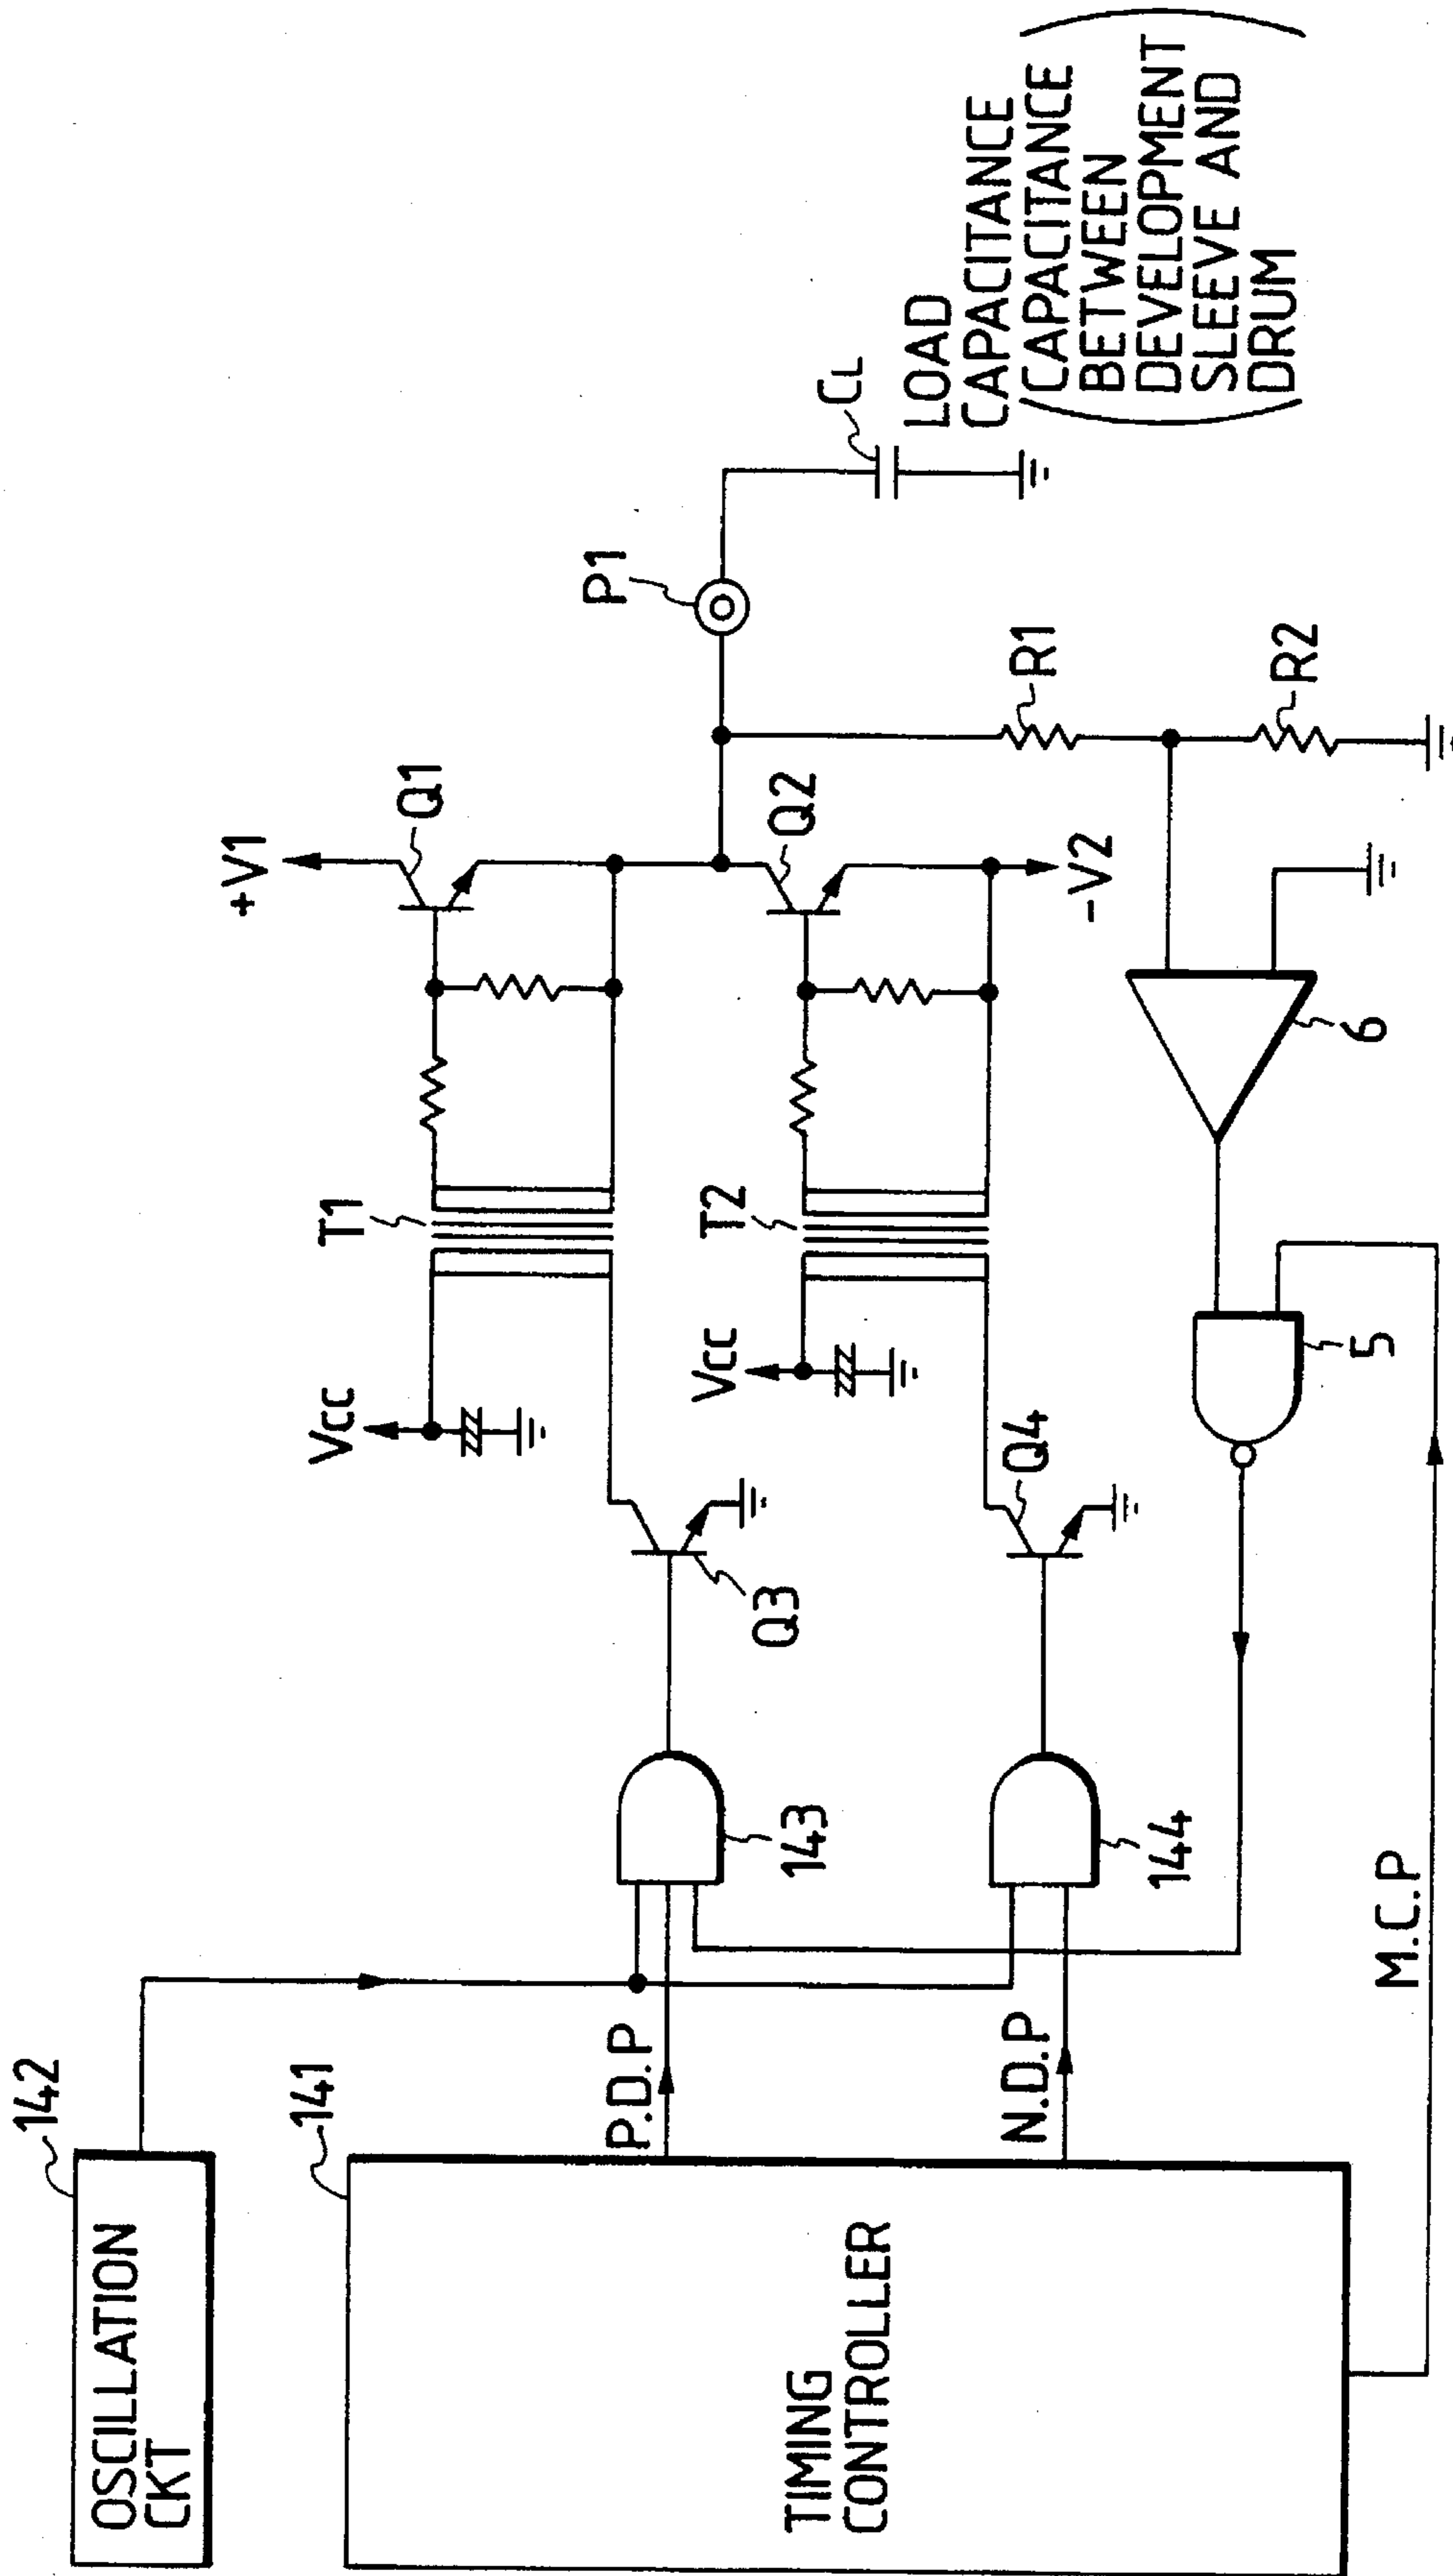 142
OSCILLATION
CKT
141
TIMING
CONTROLLER
P.D.P
N.D.P
M.C.P
143
144
Q3
Q4
Vcc
Vcc
T1
T2
+V1
Q1
Q2
-V2
5
6
P1
R1
R2
CL
LOAD
CAPACITANCE
CAPACITANCE
BETWEEN
DEVELOPMENT
SLEEVE AND
DRUM